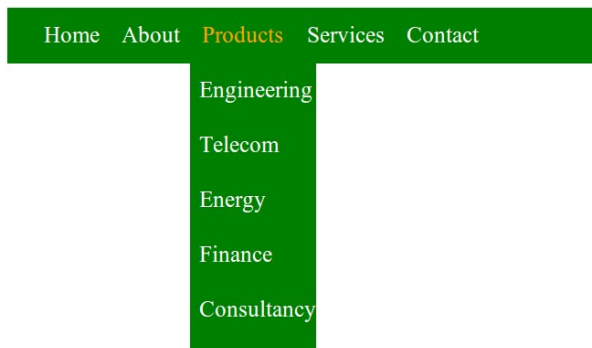 Home About Products Services Contact
Engineering
Telecom
Energy
Finance
Consultancy